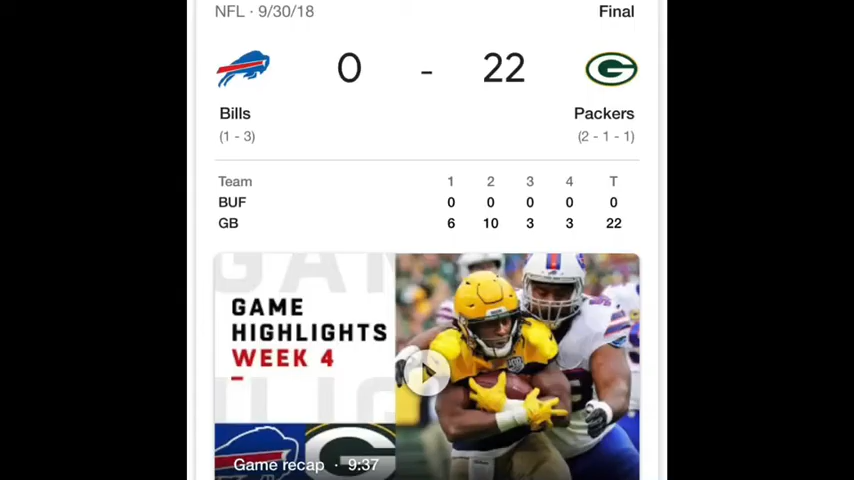 NFL · 9/30/18 Final
0 - 22
Bills Packers
(1 - 3) (2 - 1 - 1)
Team 1 2 3 4 T
BUF 0 0 0 0 0
GB 6 10 3 3 22
GAME
HIGHLIGHTS
WEEK 4
Game recap · 9:37